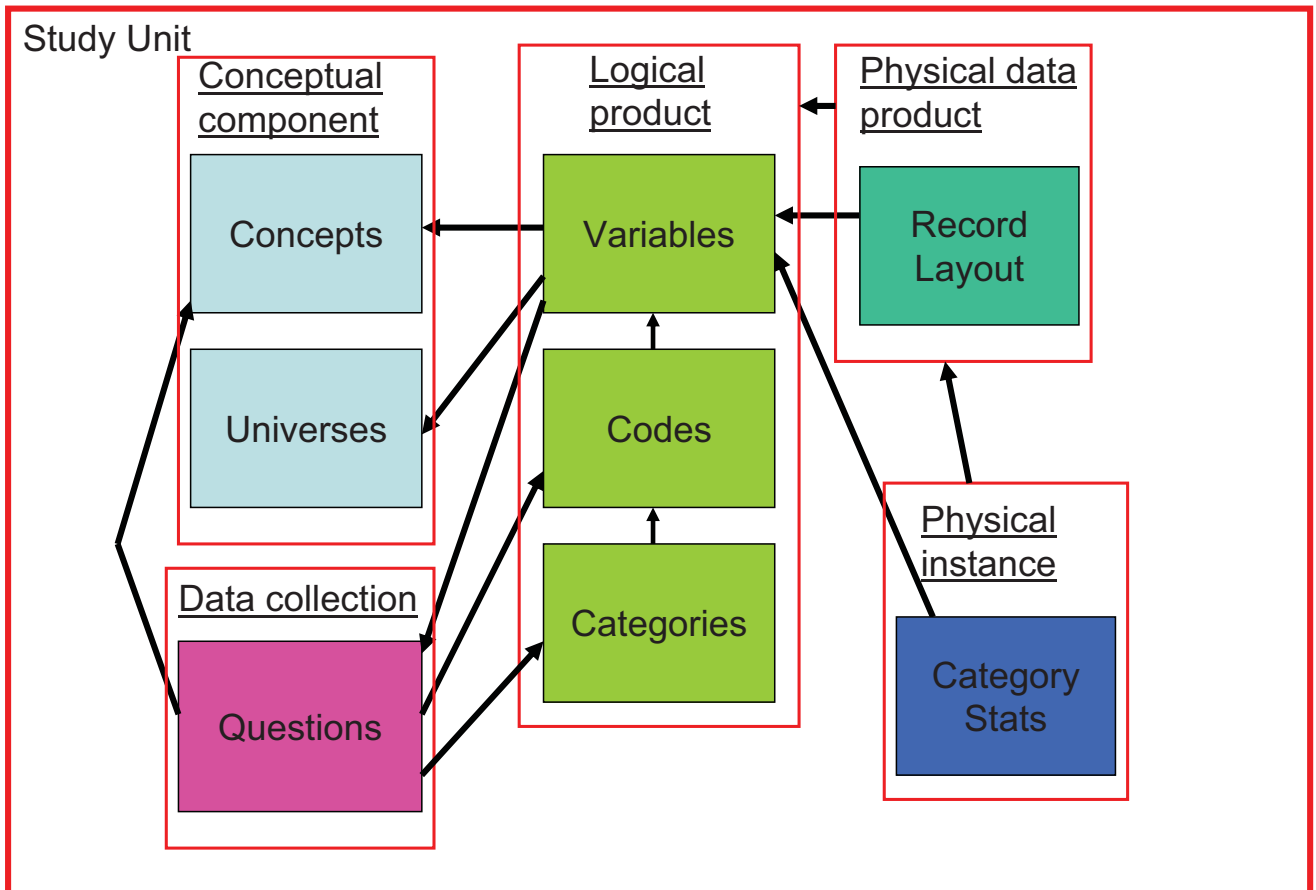 Study Unit
Conceptual
component
Concepts
Universes
Data collection
Questions
Logical
product
Variables
Codes
Categories
Physical data
product
Record
Layout
Physical
instance
Category
Stats